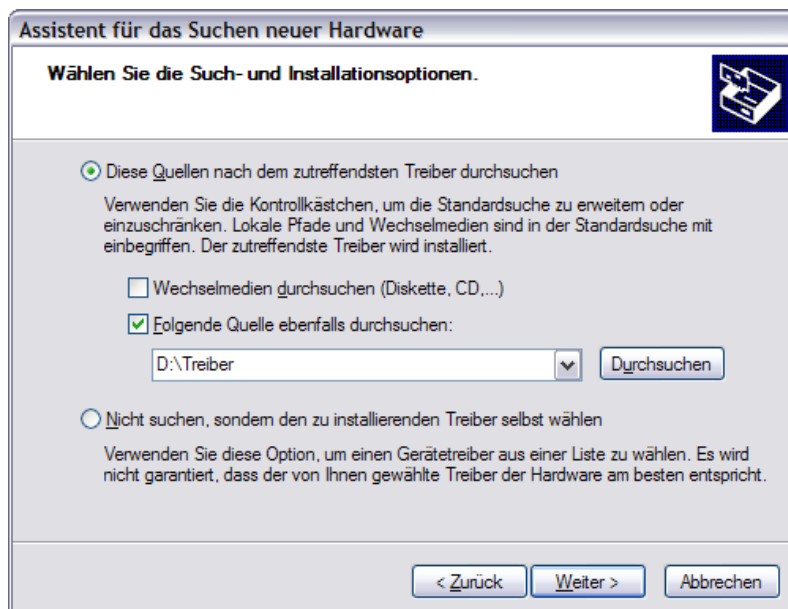 Assistent für das Suchen neuer Hardware
Wählen Sie die Such- und Installationsoptionen.
Diese Quellen nach dem zutreffendsten Treiber durchsuchen
Verwenden Sie die Kontrollkästchen, um die Standardsuche zu erweitern oder
einzuschränken. Lokale Pfade und Wechselmedien sind in der Standardsuche mit
einbegriffen. Der zutreffendste Treiber wird installiert.
Wechselmedien durchsuchen (Diskette, CD,...)
Folgende Quelle ebenfalls durchsuchen:
D:\Treiber
Durchsuchen
Nicht suchen, sondern den zu installierenden Treiber selbst wählen
Verwenden Sie diese Option, um einen Gerätetreiber aus einer Liste zu wählen. Es wird
nicht garantiert, dass der von Ihnen gewählte Treiber der Hardware am besten entspricht.
< Zurück
Weiter >
Abbrechen